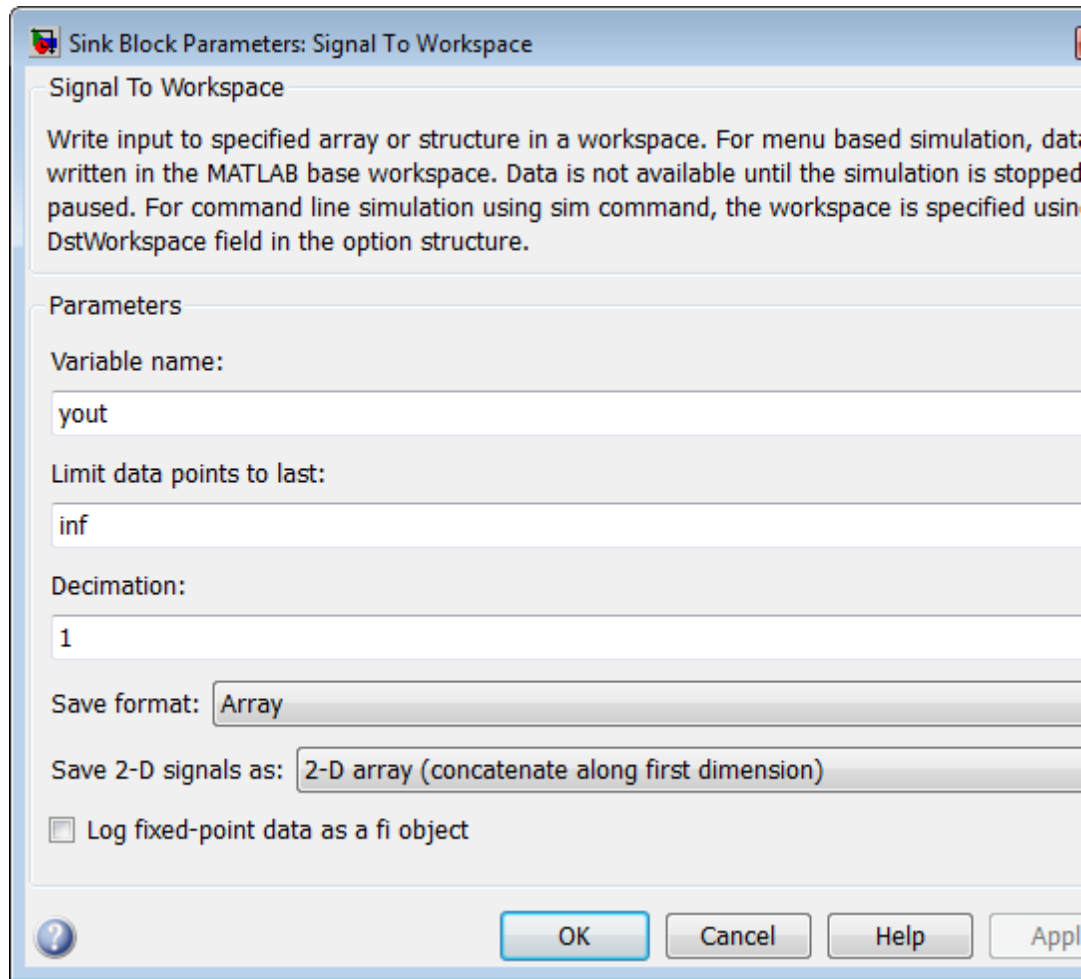 Sink Block Parameters: Signal To Workspace
Signal To Workspace
Write input to specified array or structure in a workspace. For menu based simulation, data
written in the MATLAB base workspace. Data is not available until the simulation is stopped
paused. For command line simulation using sim command, the workspace is specified
DstWorkspace field in the option structure.
Parameters
Variable name:
yout
Limit data points to last:
inf
Decimation:
1
Save format: Array
Save 2-D signals as: 2-D array (concatenate along first dimension)
Log fixed-point data as a fi object
? OK Cancel Help